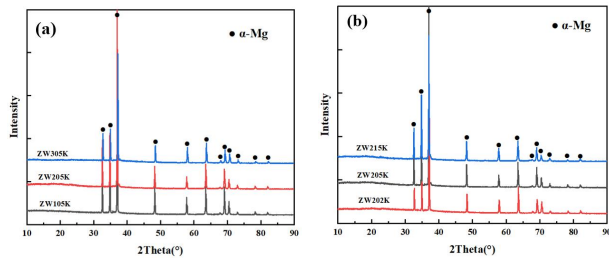 (a)
● α-Mg
Intensity
ZW305K
ZW205K
ZW105K
10 20 30 40 50 60 70 80 90
2Theta(°)
(b)
● α-Mg
Intensity
ZW215K
ZW205K
ZW202K
10 20 30 40 50 60 70 80 90
2Theta(°)